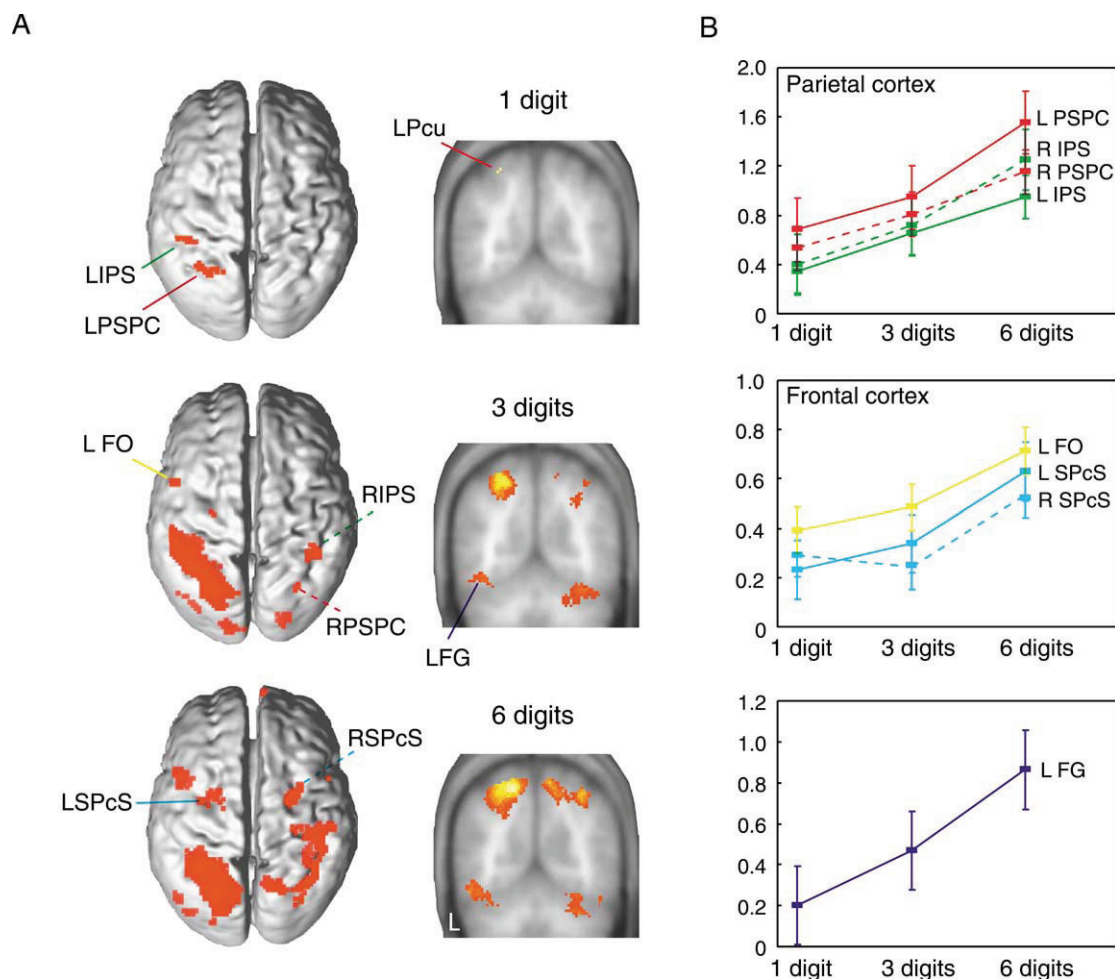 A
1 digit
LPcu
LIPS
LPSPC
3 digits
L FO
RIPS
RPSPC
LFG
6 digits
RSPcS
LSPcS
L
B
2.0
Parietal cortex
1.6
L PSPC
R IPS
1.2
R PSPC
L IPS
0.8
0.4
0
1 digit 3 digits 6 digits
1.0
Frontal cortex
0.8
L FO
0.6
L SPcS
R SPcS
0.4
0.2
0
1 digit 3 digits 6 digits
1.2
1.0
L FG
0.8
0.6
0.4
0.2
0
1 digit 3 digits 6 digits